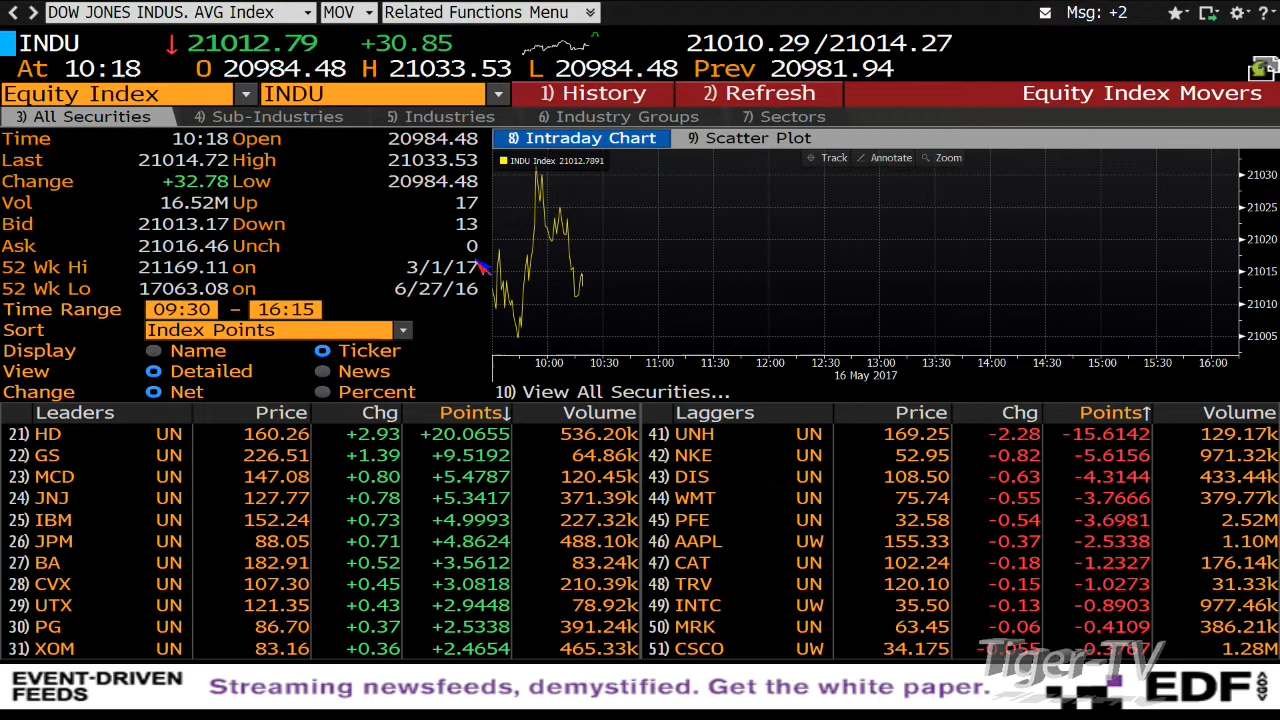 DOW JONES INDUS. AVG Index MOV Related Functions Menu Msg: +2
INDU ↓ 21012.79 +30.85 21010.29/21014.27
At 10:18 O 20984.48 H 21033.53 L 20984.48 Prev 20981.94
Equity Index INDU 1) History 2) Refresh Equity Index Movers
3) All Securities 4) Sub-Industries 5) Industries 6) Industry Groups 7) Sectors
Time 10:18 Open 20984.48
Last 21014.72 High 21033.53
Change +32.78 Low 20984.48
Vol 16.52M Up 17
Bid 21013.17 Down 13
Ask 21016.46 Unch 0
52 Wk Hi 21169.11 on 3/1/17
52 Wk Lo 17063.08 on 6/27/16
Time Range 09:30 - 16:15
Sort Index Points
Display Name Ticker
View Detailed News
Change Net Percent
8) Intraday Chart 9) Scatter Plot
INDU Index 21012.7891 Track Annotate Zoom
21030
21025
21020
21015
21010
21005
10:00 10:30 11:00 11:30 12:00 12:30 13:00 13:30 14:00 14:30 15:00 15:30 16:00
16 May 2017
10) View All Securities...
Leaders Price Chg Points↓ Volume Laggers Price Chg Points↑ Volume
21) HD UN 160.26 +2.93 +20.0655 536.20k 41) UNH UN 169.25 -2.28 -15.6142 129.17k
22) GS UN 226.51 +1.39 +9.5192 64.86k 42) NKE UN 52.95 -0.82 -5.6156 971.32k
23) MCD UN 147.08 +0.80 +5.4787 120.45k 43) DIS UN 108.50 -0.63 -4.3144 433.44k
24) JNJ UN 127.77 +0.78 +5.3417 371.39k 44) WMT UN 75.74 -0.55 -3.7666 379.77k
25) IBM UN 152.24 +0.73 +4.9993 227.32k 45) PFE UN 32.58 -0.54 -3.6981 2.52M
26) JPM UN 88.05 +0.71 +4.8624 488.10k 46) AAPL UW 155.33 -0.37 -2.5338 1.10M
27) BA UN 182.91 +0.52 +3.5612 83.24k 47) CAT UN 102.24 -0.18 -1.2327 176.14k
28) CVX UN 107.30 +0.45 +3.0818 210.39k 48) TRV UN 120.10 -0.15 -1.0273 31.33k
29) UTX UN 121.35 +0.43 +2.9448 78.92k 49) INTC UW 35.50 -0.13 -0.8903 977.46k
30) PG UN 86.70 +0.37 +2.5338 391.24k 50) MRK UN 63.45 -0.06 -0.4109 386.21k
31) XOM UN 83.16 +0.36 +2.4654 465.33k 51) CSCO UW 34.175 -0.055 -0.3767 1.28M
Tiger-TV
EVENT-DRIVEN
FEEDS
Streaming newsfeeds, demystified. Get the white paper.
EDF